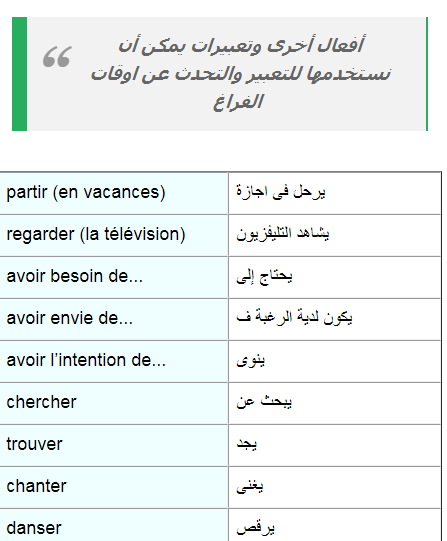 أفعال أخرى وتعبيرات يمكن أن
نستخدمها للتعبير والتحدث عن اوقات
الفراغ
partir (en vacances) يرحل فى اجازة
regarder (la télévision) يشاهد التليفزيون
avoir besoin de... يحتاج إلى
avoir envie de... يكون لدية الرغبة ف
avoir l’intention de... ينوى
chercher يبحث عن
trouver يجد
chanter يغنى
danser يرقص